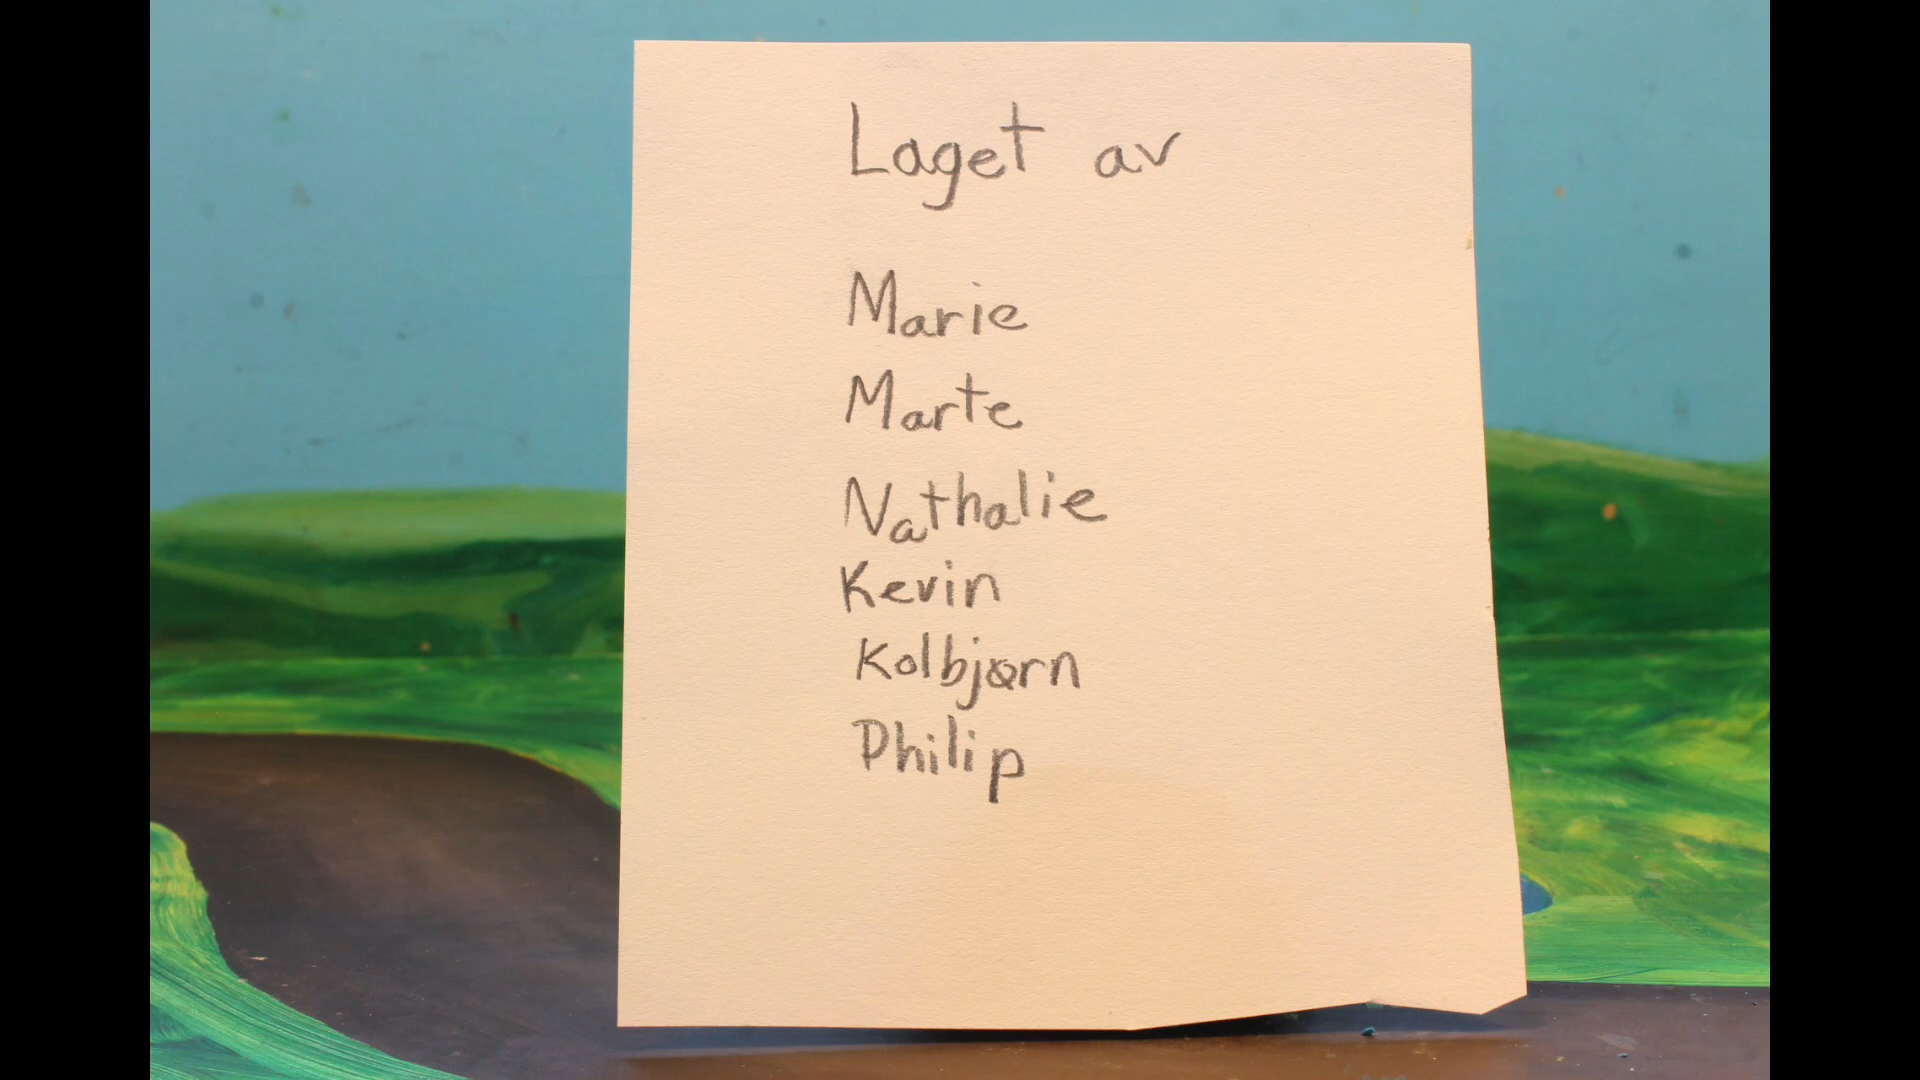 Laget av
Marie
Marte
Nathalie
Kevin
Kolbjørn
Philip